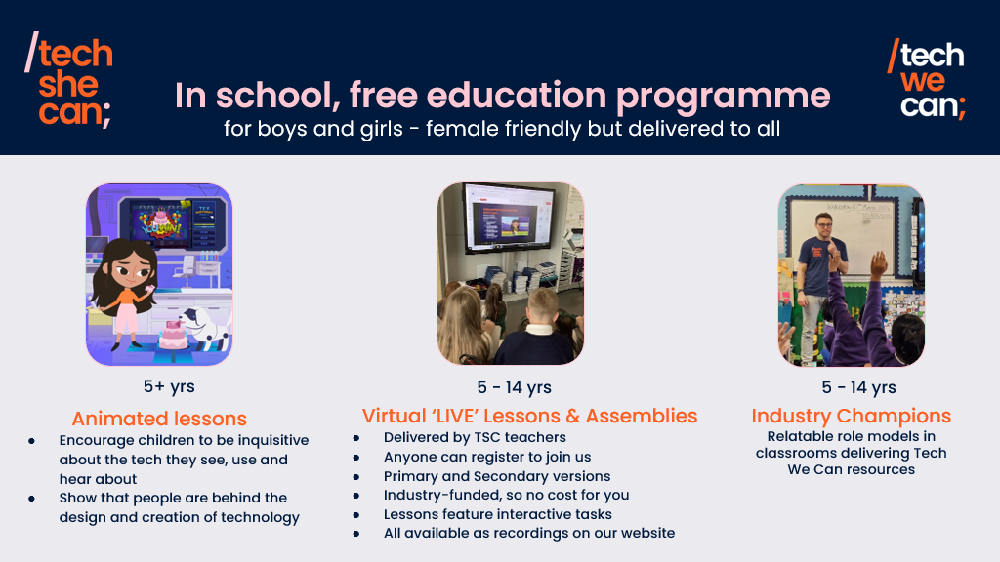 /tech
she
can;
/tech
we
can;
In school, free education programme
for boys and girls - female friendly but delivered to all
5+ yrs
Animated lessons
● Encourage children to be inquisitive
about the tech they see, use and
hear about
● Show that people are behind the
design and creation of technology
5 - 14 yrs
Virtual ‘LIVE’ Lessons & Assemblies
● Delivered by TSC teachers
● Anyone can register to join us
● Primary and Secondary versions
● Industry-funded, so no cost for you
● Lessons feature interactive tasks
● All available as recordings on our website
5 - 14 yrs
Industry Champions
Relatable role models in
classrooms delivering Tech
We Can resources